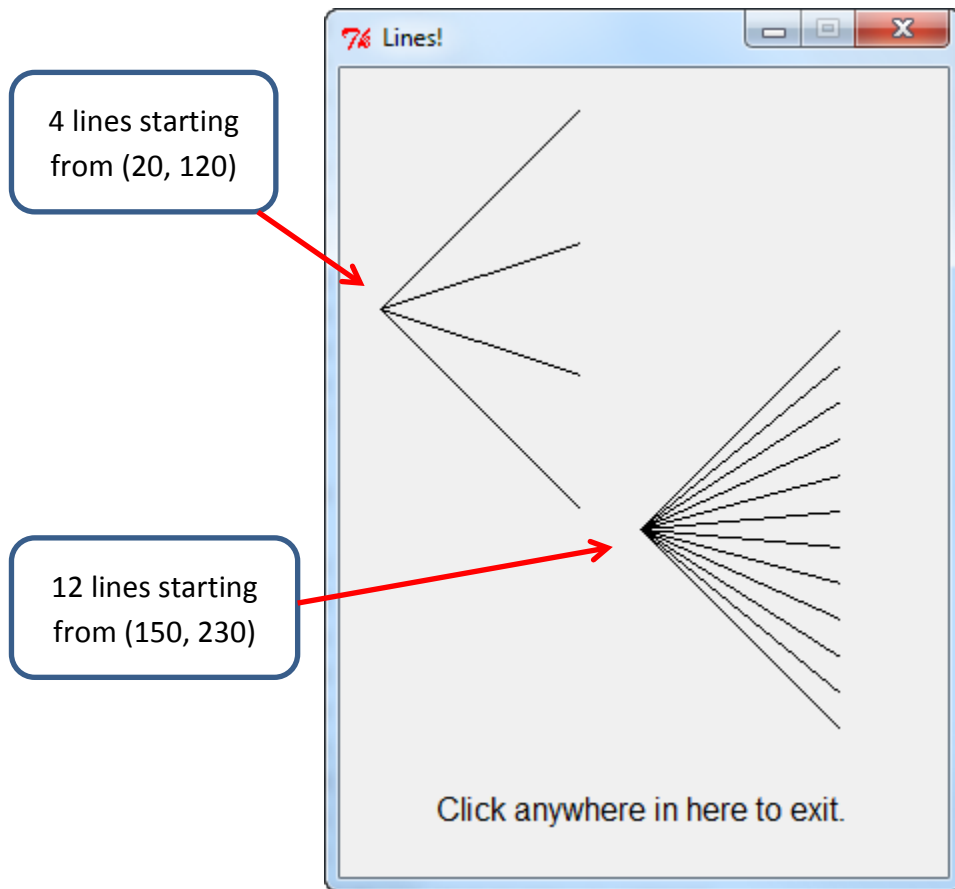 Lines!
4 lines starting
from (20, 120)
12 lines starting
from (150, 230)
Click anywhere in here to exit.